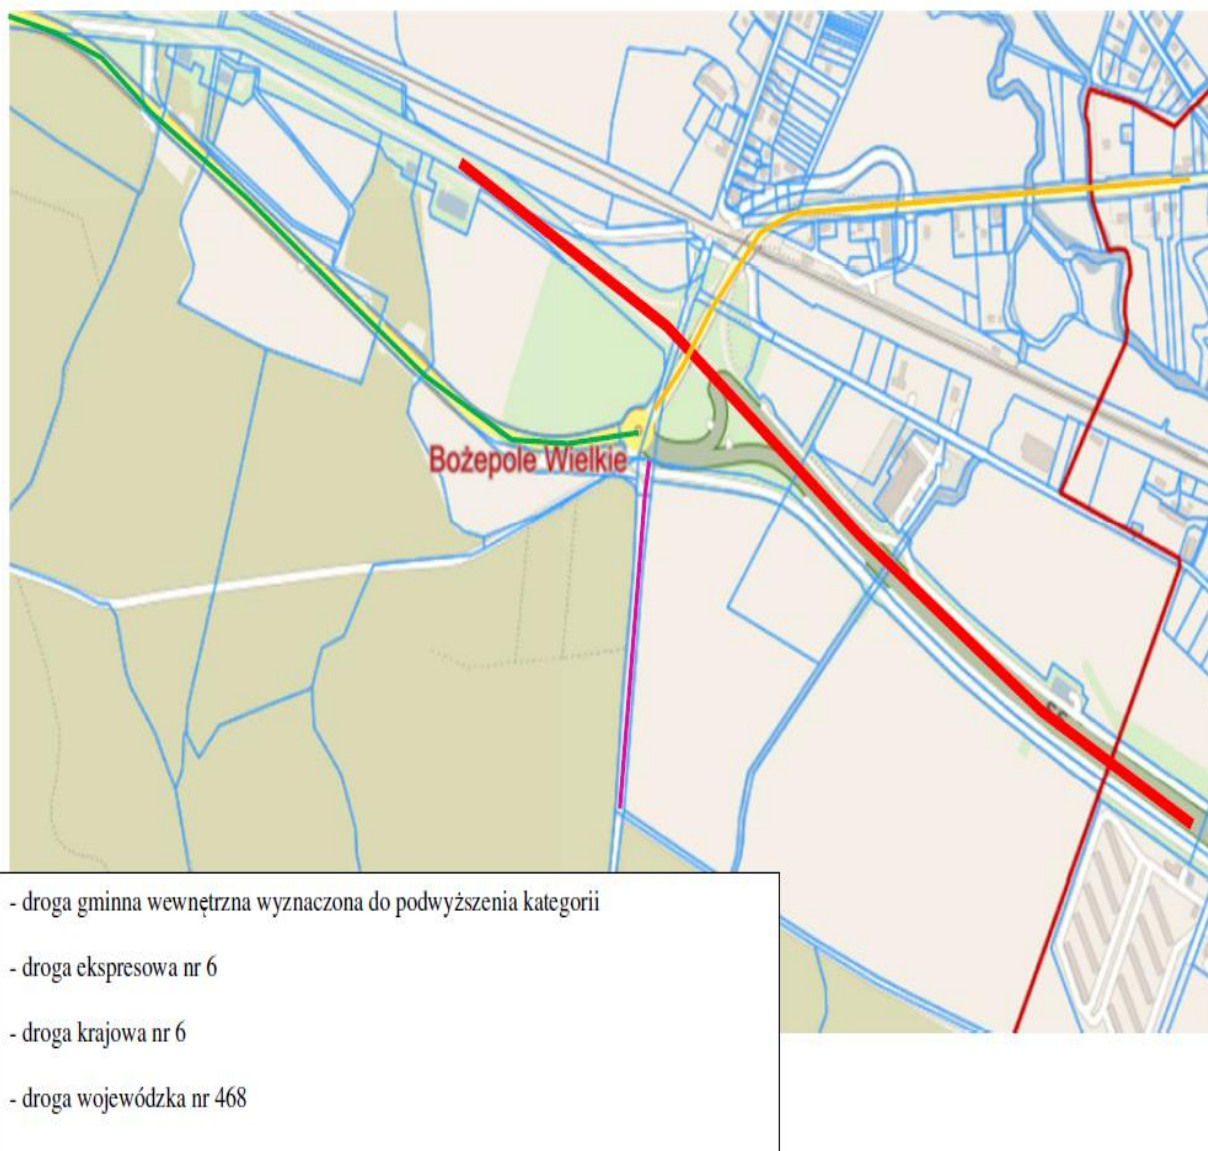 Bożepole Wielkie
- droga gminna wewnętrzna wyznaczona do podwyższenia kategorii
- droga ekspresowa nr 6
- droga krajowa nr 6
- droga wojewódzka nr 468